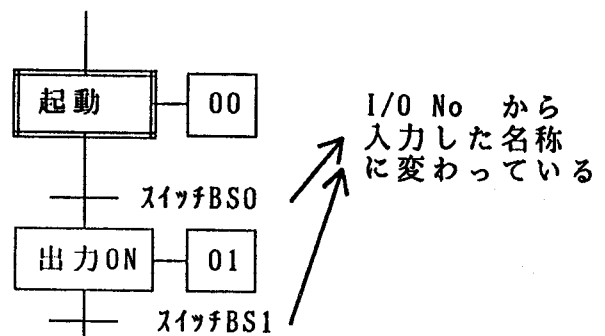 起動 00
I/O No から
入力した名称
に変わっている
スイッチBS0
出力ON 01
スイッチBS1